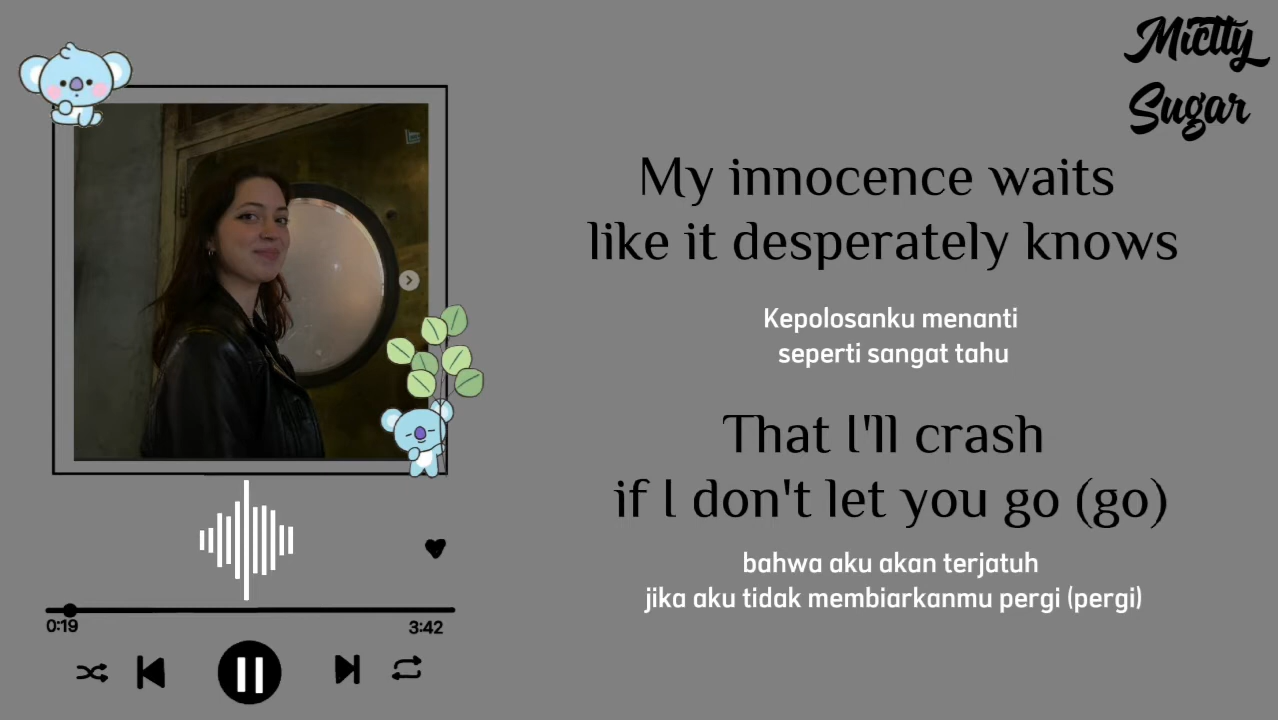 Mictty
Sugar
My innocence waits
like it desperately knows
Kepolosanku menanti
seperti sangat tahu
That I'll crash
if I don't let you go (go)
bahwa aku akan terjatuh
jika aku tidak membiarkanmu pergi (pergi)
0:19
3:42